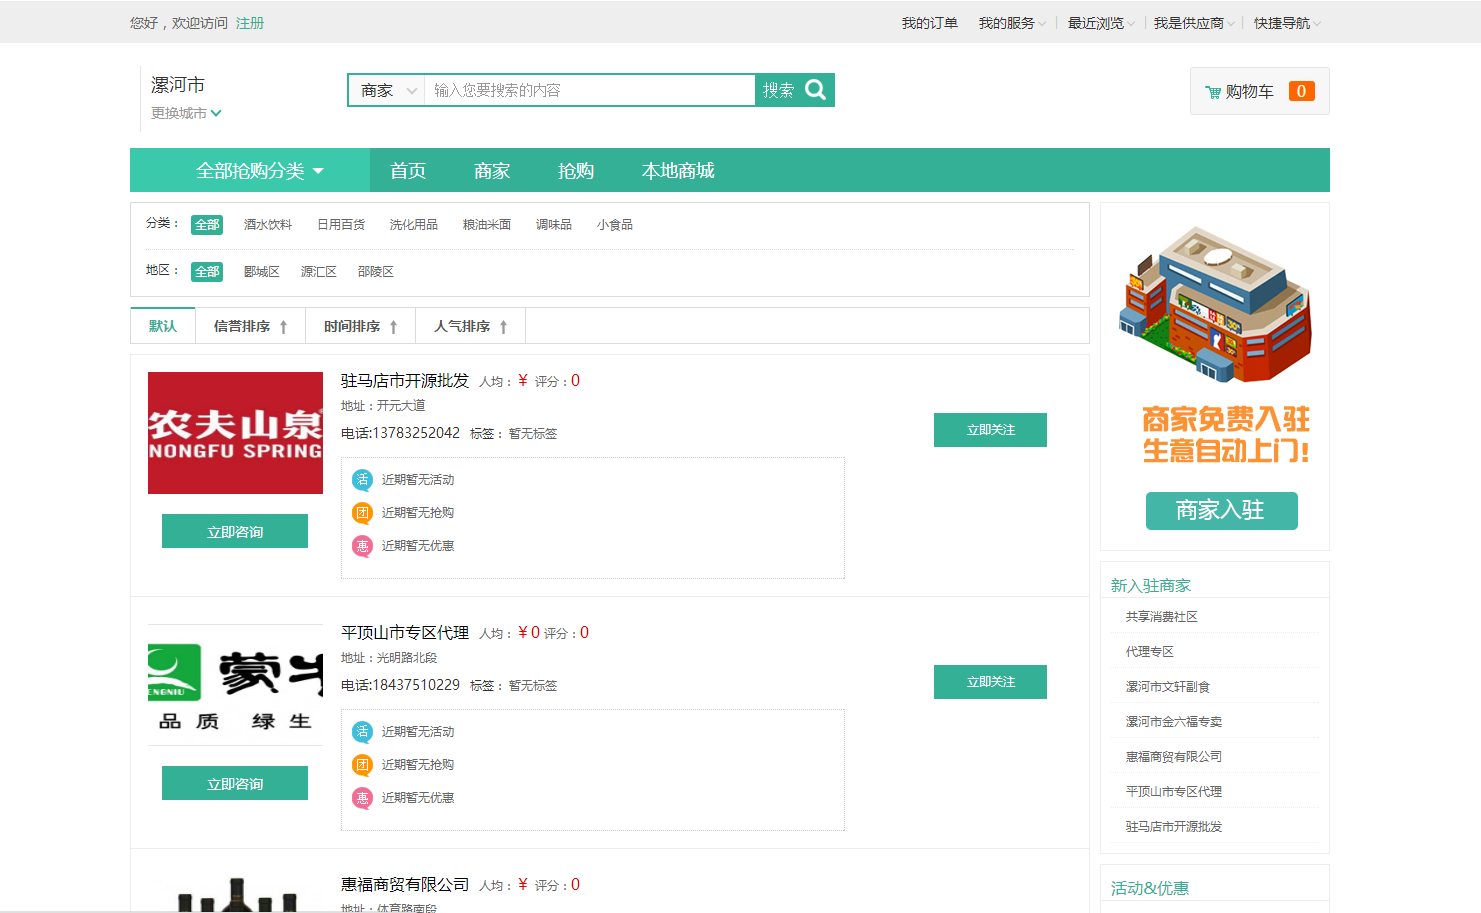 您好，欢迎访问 注册
我的订单 我的服务 最近浏览 我是供应商 快捷导航
漯河市
更换城市
商家 输入您要搜索的内容 搜索
购物车 0
全部抢购分类 首页 商家 抢购 本地商城
分类： 全部 酒水饮料 日用百货 洗化用品 粮油米面 调味品 小食品
地区： 全部 郾城区 源汇区 邵陵区
默认 信誉排序 时间排序 人气排序
农夫山泉
NONGFU SPRING
立即咨询
驻马店市开源批发 人均：¥ 评分：0
地址：开元大道
电话:13783252042 标签：暂无标签
活 近期暂无活动
团 近期暂无抢购
惠 近期暂无优惠
立即关注
蒙牛
ENGNIU
品 质 绿 生
立即咨询
平顶山市专区代理 人均：¥ 0 评分：0
地址：光明路北段
电话:18437510229 标签：暂无标签
活 近期暂无活动
团 近期暂无抢购
惠 近期暂无优惠
立即关注
惠福商贸有限公司 人均：¥ 评分：0
地址：体育路南段
商家免费入驻
生意自动上门!
商家入驻
新入驻商家
共享消费社区
代理专区
漯河市文轩副食
漯河市金六福专卖
惠福商贸有限公司
平顶山市专区代理
驻马店市开源批发
活动&优惠